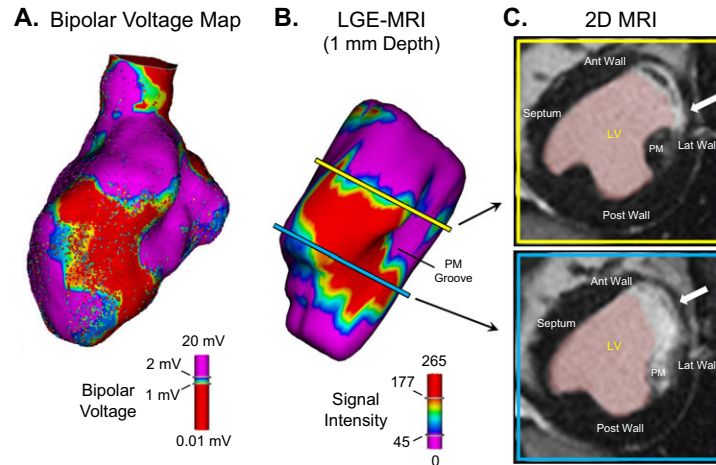 A. Bipolar Voltage Map
B. LGE-MRI
(1 mm Depth)
C. 2D MRI
PM
Groove
20 mV
2 mV
1 mV
0.01 mV
Bipolar
Voltage
265
177
45
0
Signal
Intensity
Ant Wall
Septum
LV
PM
Lat Wall
Post Wall
Ant Wall
Septum
LV
PM
Lat Wall
Post Wall